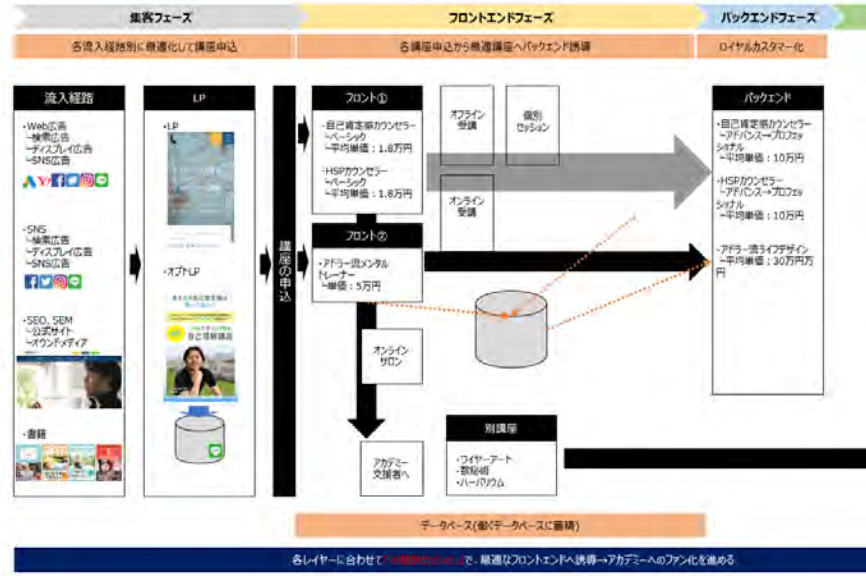 集客フェーズ
フロントエンドフェーズ
バックエンドフェーズ
各流入経路別に最適化して講座申込
各講座申込から最適講座へバックエンド誘導
ロイヤルカスタマー化
流入経路
・Web広告
└検索広告
└ディスプレイ広告
└SNS広告
・SNS
└検索広告
└ディスプレイ広告
└SNS広告
・SEO, SEM
└公式サイト
└オウンドメディア
・書籍
LP
・LP
・オプトLP
自己理解講座
講座の申込
フロント①
・自己肯定感カウンセラー
└ベーシック
└平均単価：1.8万円
・HSPカウンセラー
└ベーシック
└平均単価：1.8万円
フロント②
・アドラー流メンタル
トレーナー
└単価：5万円
オフライン
受講
個別
セッション
オンライン
受講
オンライン
サロン
アカデミー
支援者へ
別講座
・ワイヤーアート
・数秘術
・ハーバリウム
バックエンド
・自己肯定感カウンセラー
└アドバンス→プロフェッ
ショナル
└平均単価：10万円
・HSPカウンセラー
└アドバンス→プロフェッ
ショナル
└平均単価：10万円
・アドラー流ライフデザイン
└平均単価：30万円万
円
データベース(働くデータベースに蓄積)
各レイヤーに合わせて
で、最適なフロントエンドへ誘導→アカデミーへのファン化を進める